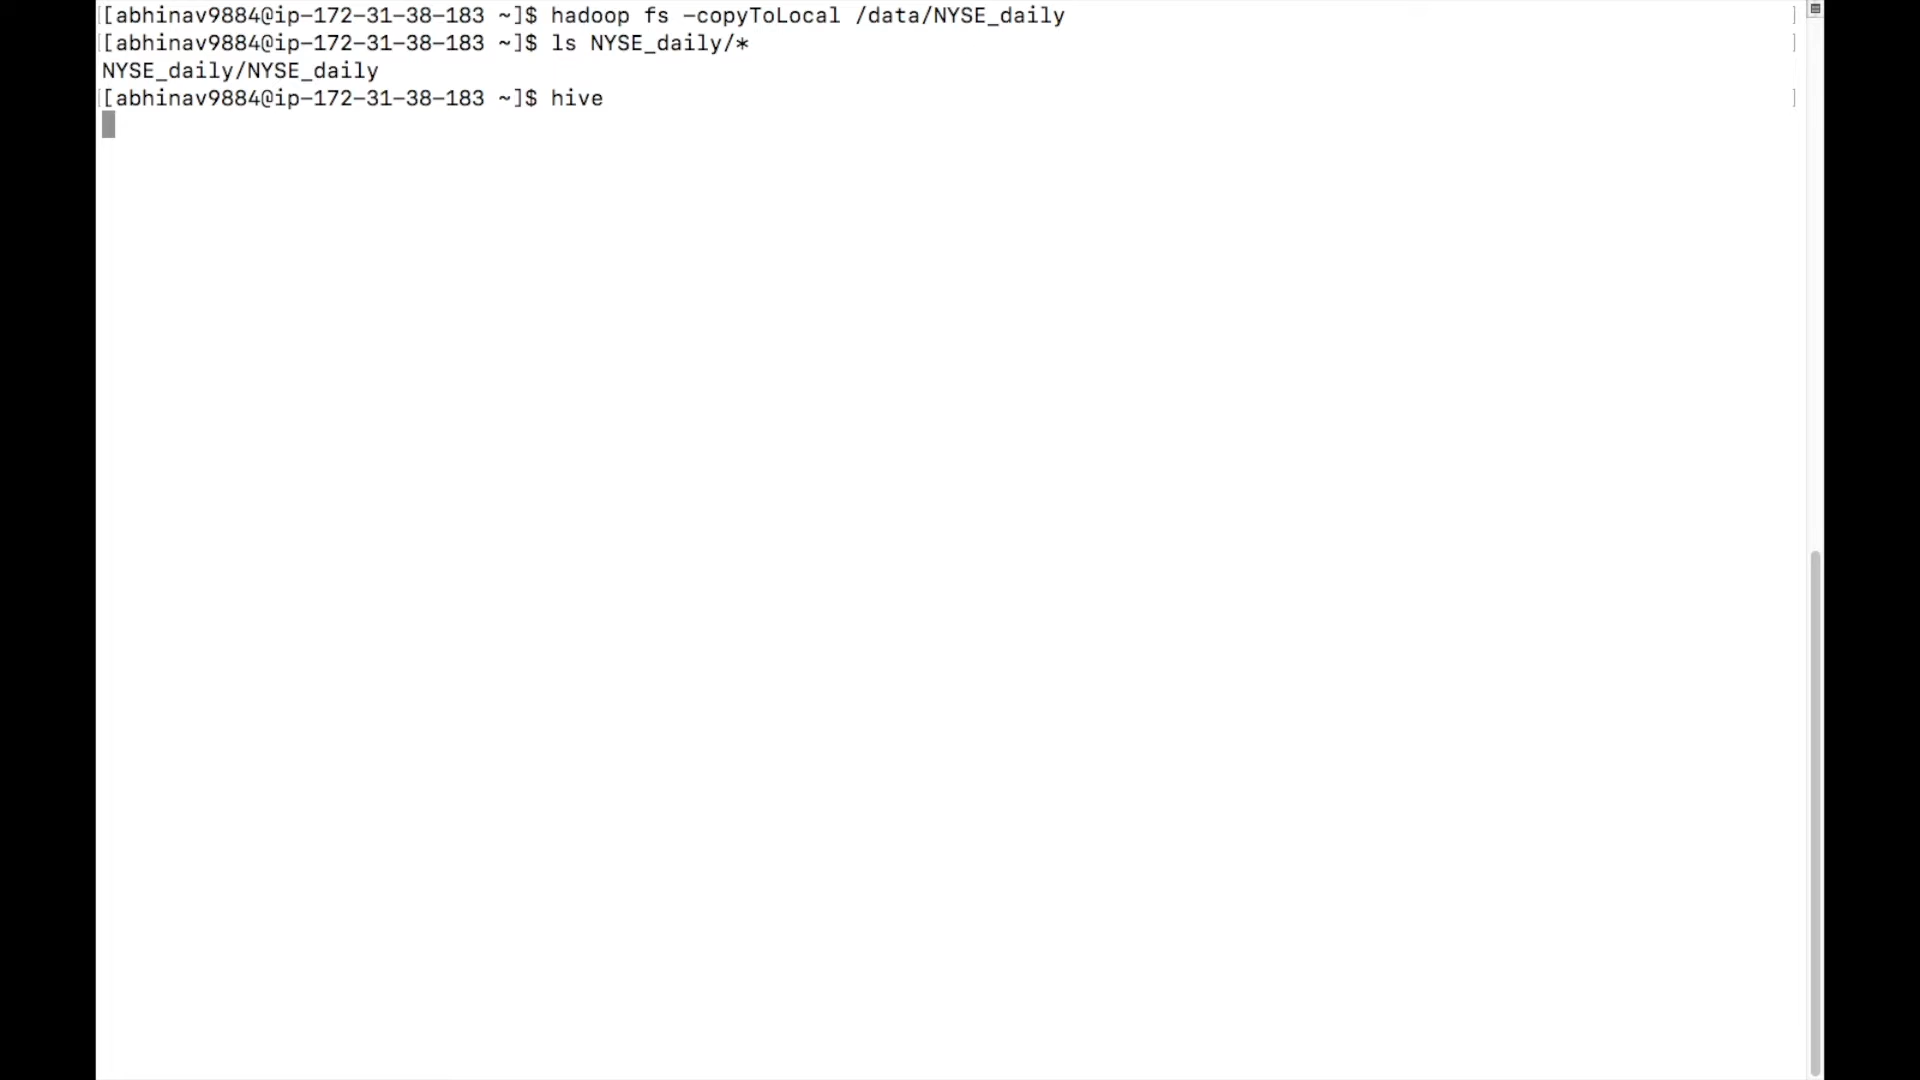 [abhinav9884@ip-172-31-38-183 ~]$ hadoop fs -copyToLocal /data/NYSE_daily
[abhinav9884@ip-172-31-38-183 ~]$ ls NYSE_daily/*
NYSE_daily/NYSE_daily
[abhinav9884@ip-172-31-38-183 ~]$ hive